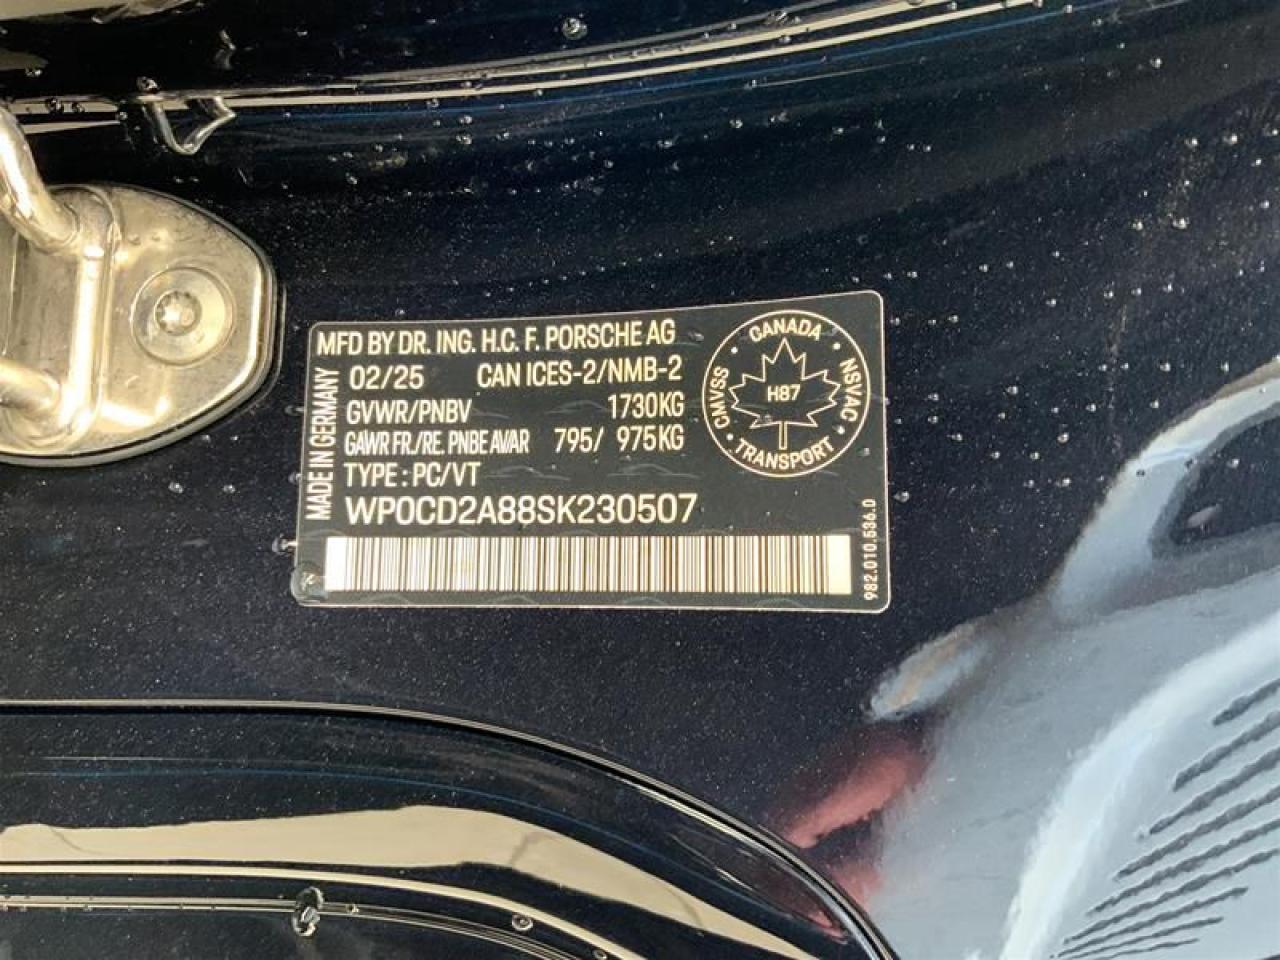 MFD BY DR. ING. H.C. F. PORSCHE AG
02/25 CAN ICES-2/NMB-2
GVWR/PNBV 1730KG
GAWR FR./RE. PNBE AV/AR 795/ 975KG
TYPE : PC/VT
WP0CD2A88SK230507
MADE IN GERMANY
CANADA
CMVSS
H87
NSVAC
TRANSPORT
982.010.536.0